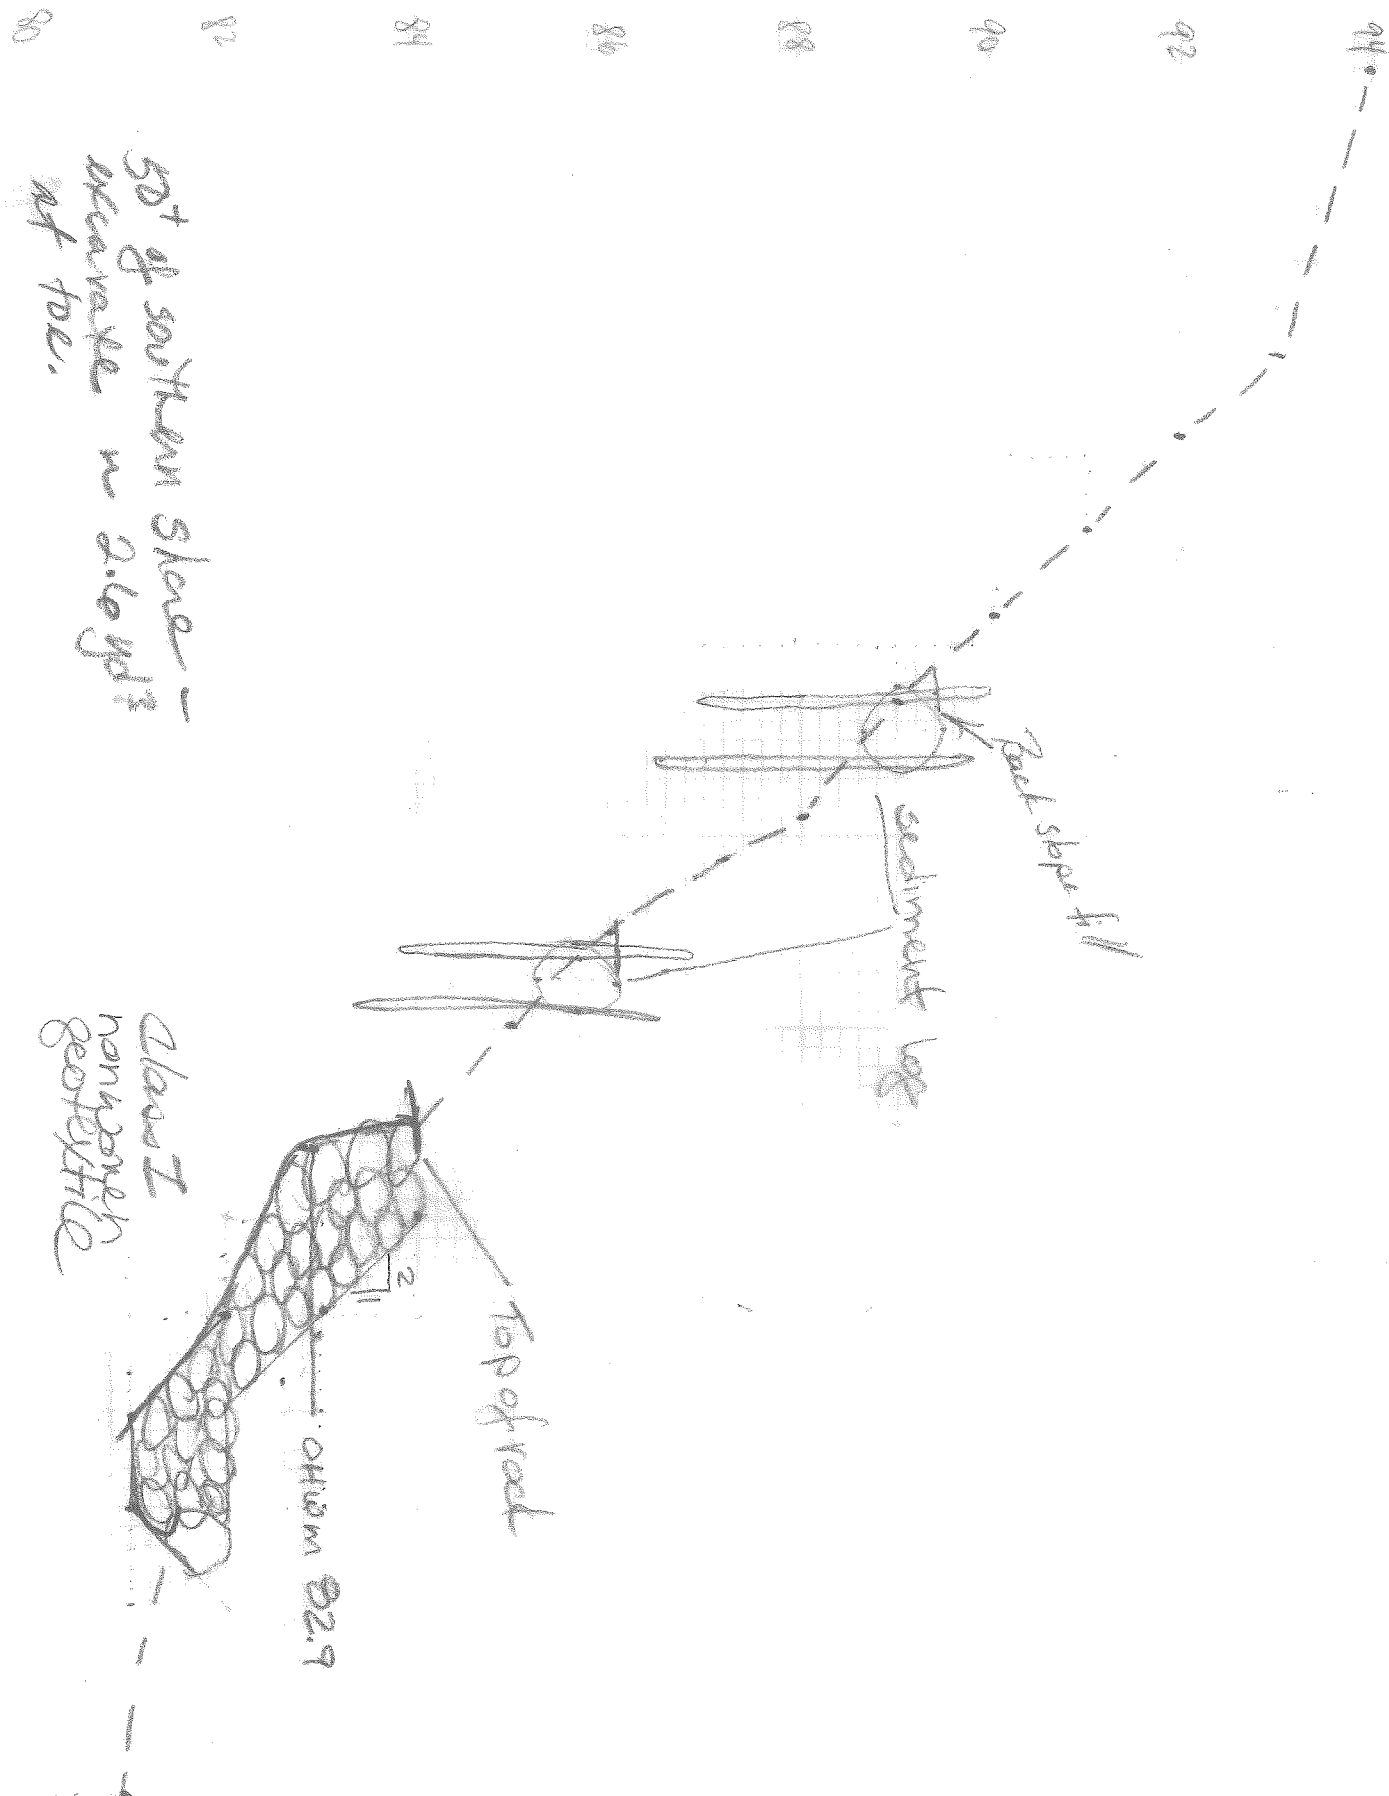 94
92
90
88
86
84
82
80
Back slope fill
sediment log
Top of rock
OHWM 82.9
2
1
50+ of southern shore -
excavate ~ 2.6 yd³
at toe.
Class I
nonwoven
geotextile